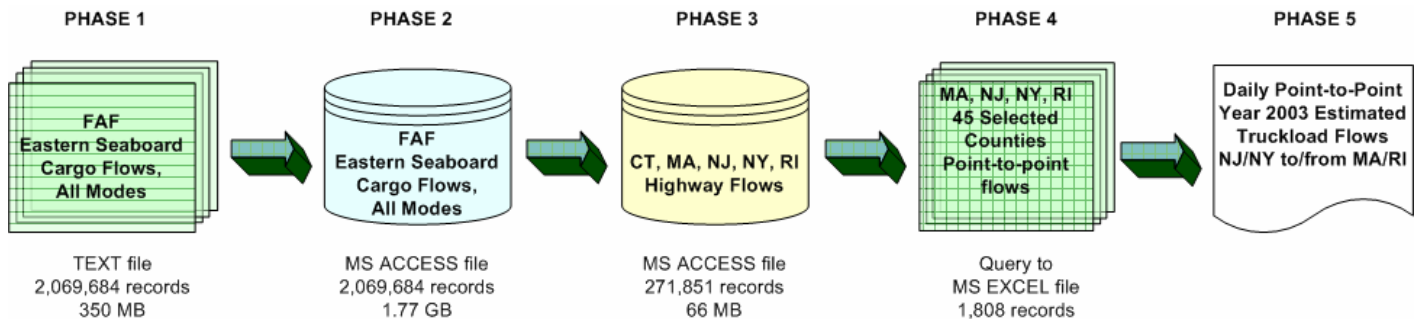 PHASE 1
FAF
Eastern Seaboard
Cargo Flows,
All Modes
TEXT file
2,069,684 records
350 MB
PHASE 2
FAF
Eastern Seaboard
Cargo Flows,
All Modes
MS ACCESS file
2,069,684 records
1.77 GB
PHASE 3
CT, MA, NJ, NY, RI
Highway Flows
MS ACCESS file
271,851 records
66 MB
PHASE 4
MA, NJ, NY, RI
45 Selected
Counties
Point-to-point
flows
Query to
MS EXCEL file
1,808 records
PHASE 5
Daily Point-to-Point
Year 2003 Estimated
Truckload Flows
NJ/NY to/from MA/RI